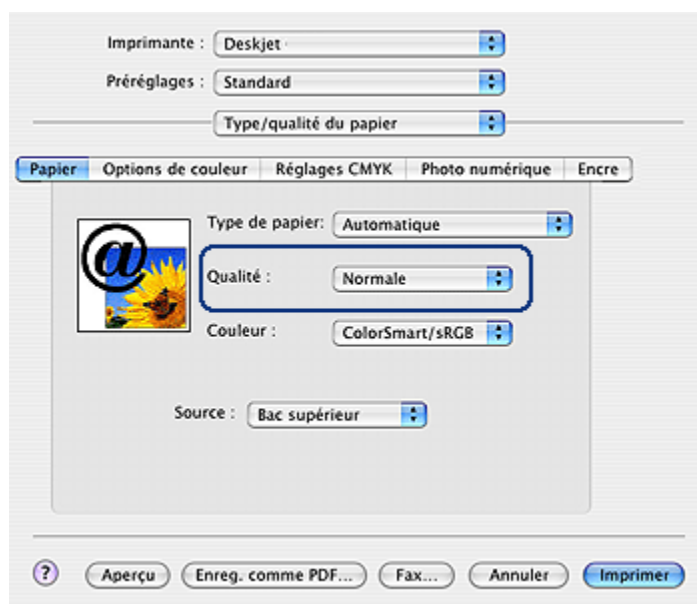 Imprimante : Deskjet
Préréglages : Standard
Type/qualité du papier
Papier Options de couleur Réglages CMYK Photo numérique Encre
Type de papier: Automatique
@
Qualité : Normale
Couleur : ColorSmart/sRGB
Source : Bac supérieur
? Aperçu Enreg. comme PDF... Fax... Annuler Imprimer